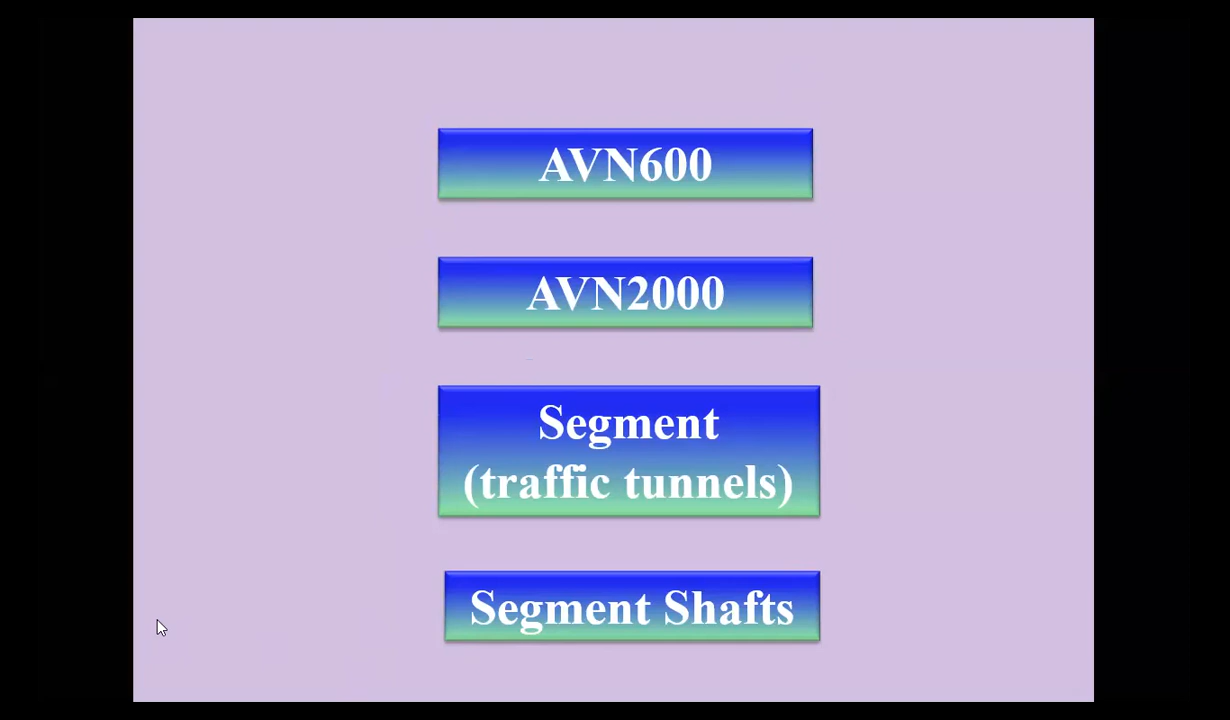 AVN600
AVN2000
Segment
(traffic tunnels)
Segment Shafts